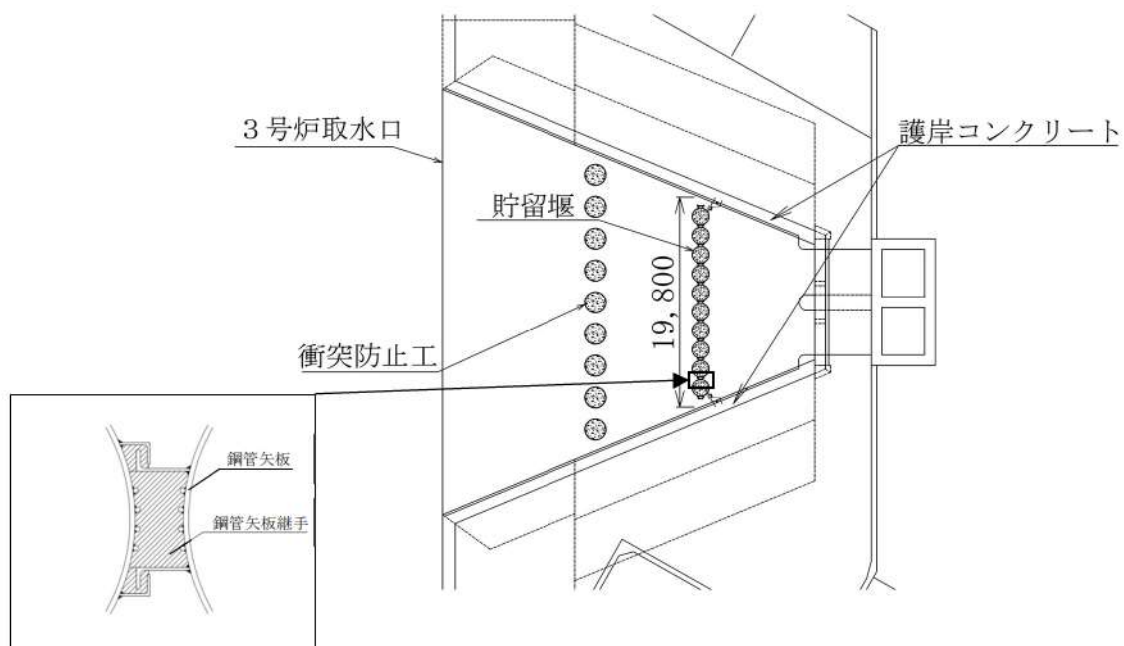 ３号炉取水口
護岸コンクリート
貯留堰
19,800
衝突防止工
鋼管矢板
鋼管矢板継手